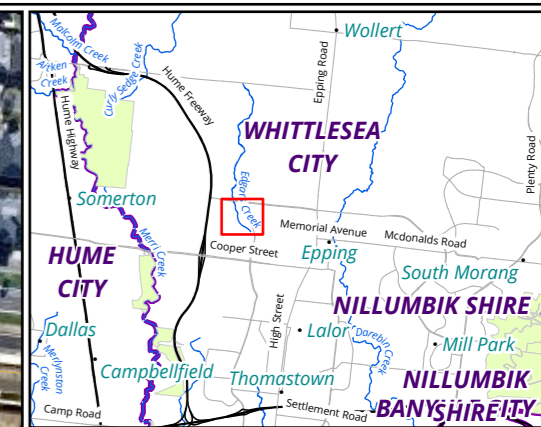 Malcolm Creek
Wollert
Aitken
Creek
Curly Sedge Creek
Hume Freeway
Epping Road
Hume Highway
WHITTLESEA
CITY
Plenty Road
Edgars Creek
Somerton
Merri Creek
Memorial Avenue
Mcdonalds Road
Cooper Street
Epping
HUME
CITY
South Morang
NILLUMBIK SHIRE
High Street
Dallas
Lalor
Darebin Creek
Mill Park
Merlynston
Creek
Campbellfield
Thomastown
NILLUMBIK
SHIRE
Camp Road
Settlement Road